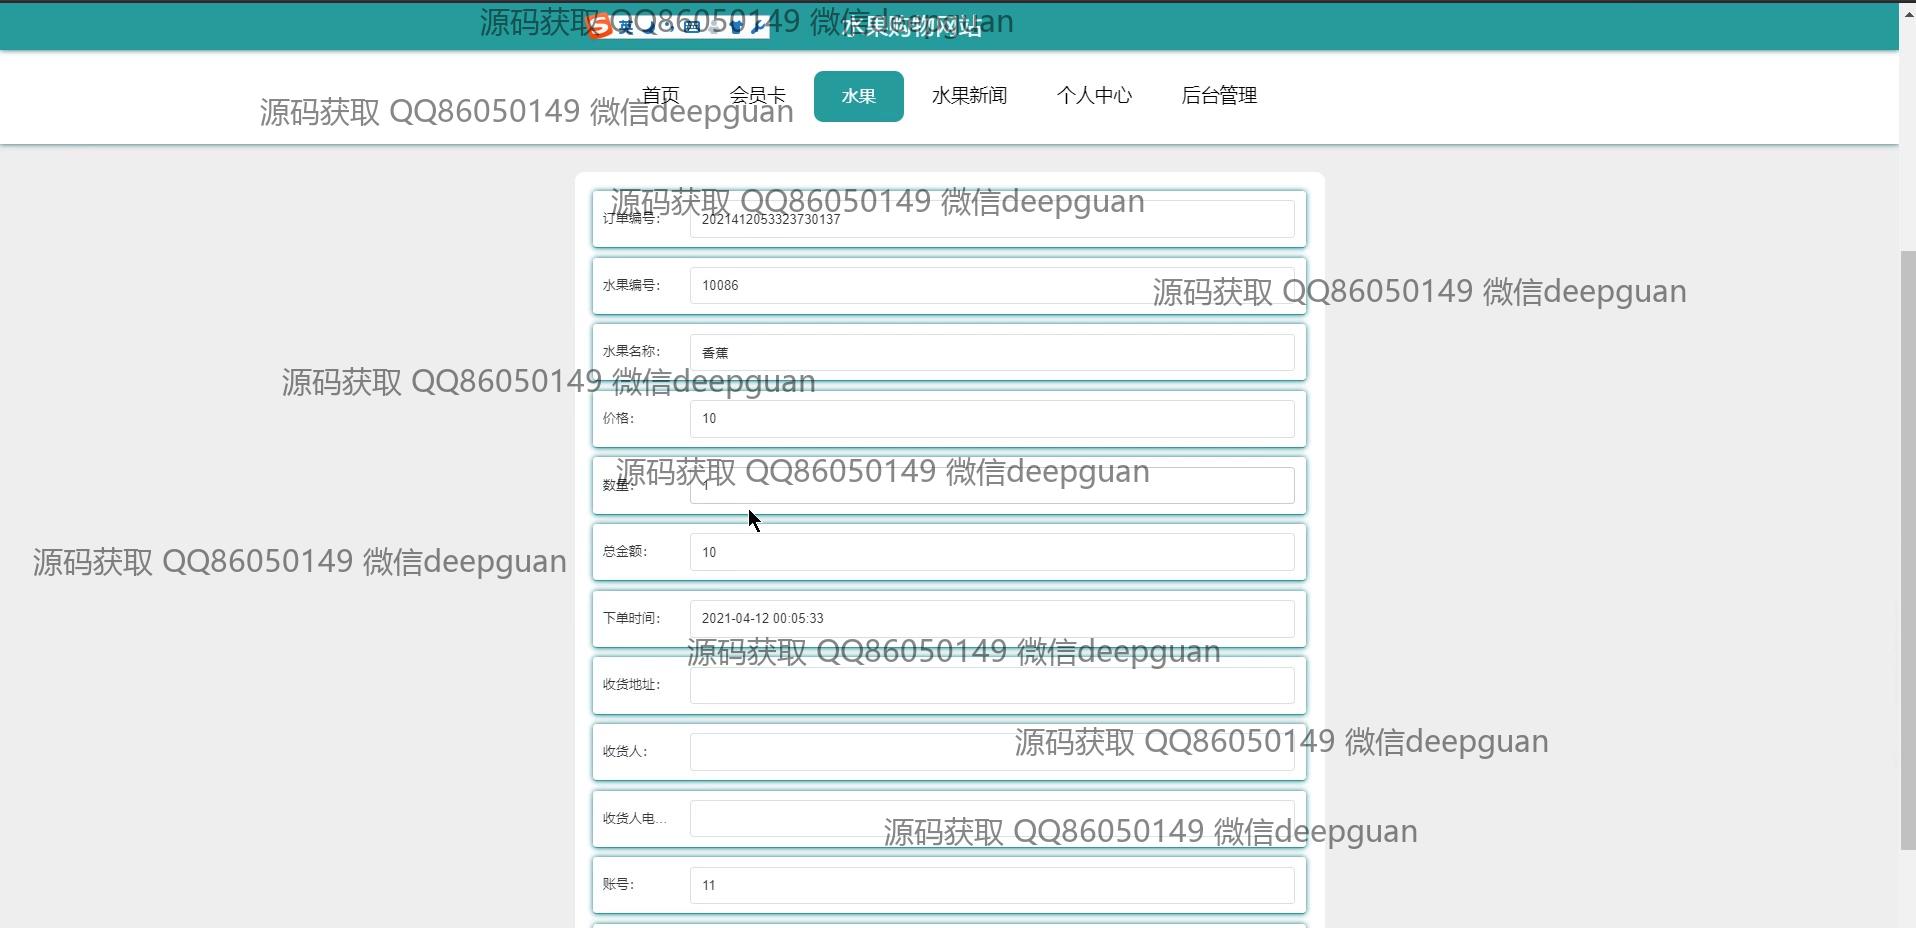 源码获取 QQ86050149 微信deepguan
英
水果购物网站
首页 会员卡 水果 水果新闻 个人中心 后台管理
源码获取 QQ86050149 微信deepguan
源码获取 QQ86050149 微信deepguan
订单编号: 2021412053323730137
水果编号: 10086
源码获取 QQ86050149 微信deepguan
水果名称: 香蕉
源码获取 QQ86050149 微信deepguan
价格: 10
源码获取 QQ86050149 微信deepguan
数量: 1
总金额: 10
源码获取 QQ86050149 微信deepguan
下单时间: 2021-04-12 00:05:33
源码获取 QQ86050149 微信deepguan
收货地址:
源码获取 QQ86050149 微信deepguan
收货人:
收货人电...
源码获取 QQ86050149 微信deepguan
账号: 11